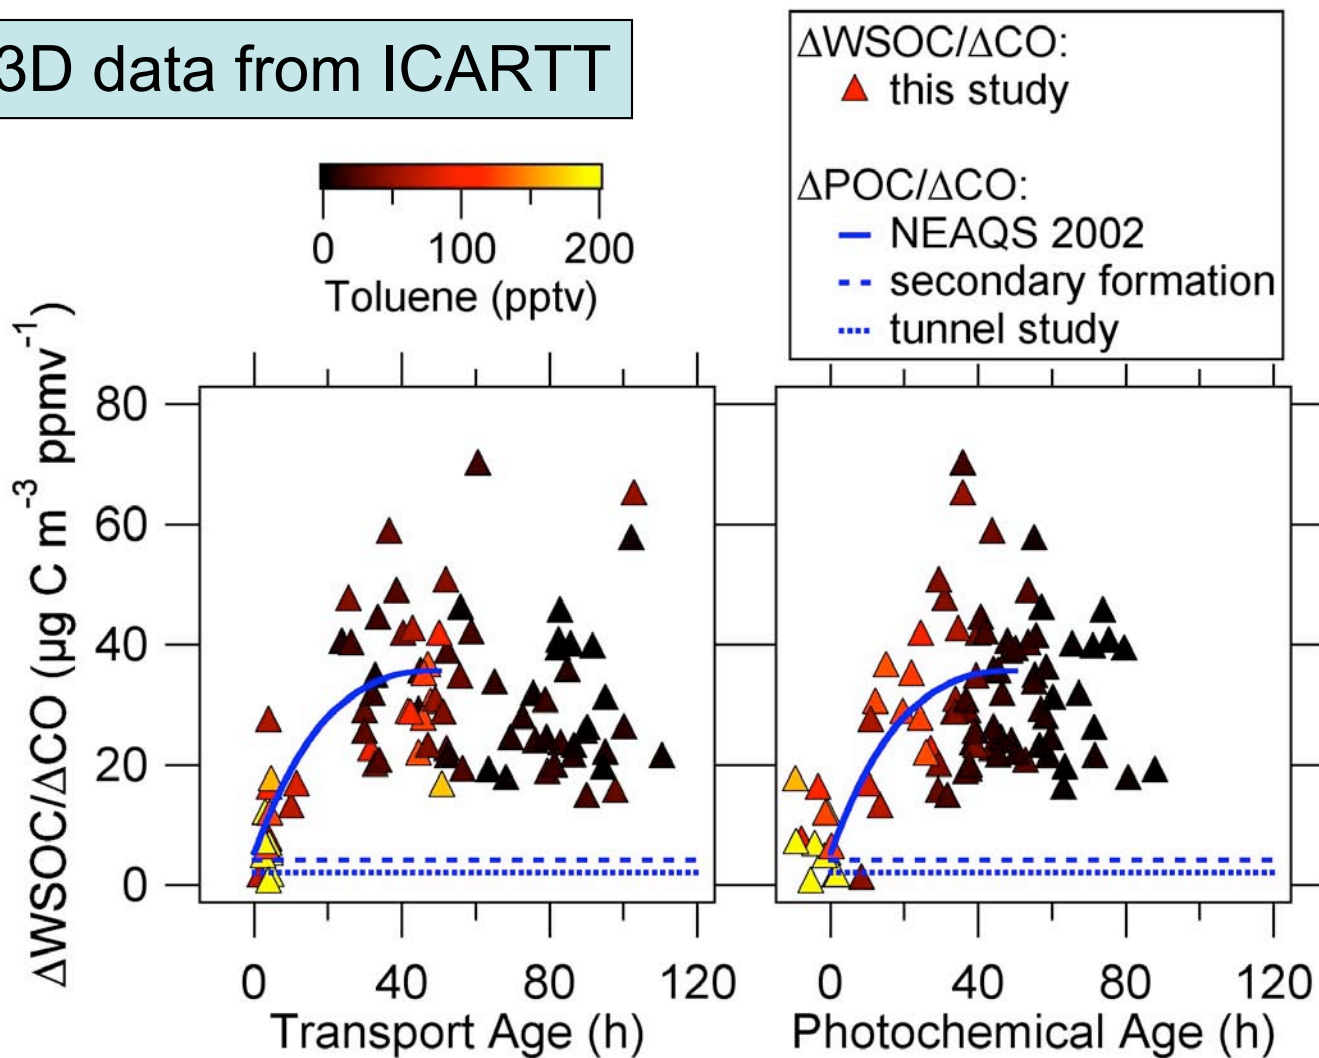 3D data from ICARTT
ΔWSOC/ΔCO:
this study
ΔPOC/ΔCO:
NEAQS 2002
secondary formation
tunnel study
0 100 200
Toluene (pptv)
ΔWSOC/ΔCO (µg C m⁻³ ppmv⁻¹)
80
60
40
20
0
0 40 80 120
Transport Age (h)
0 40 80 120
Photochemical Age (h)